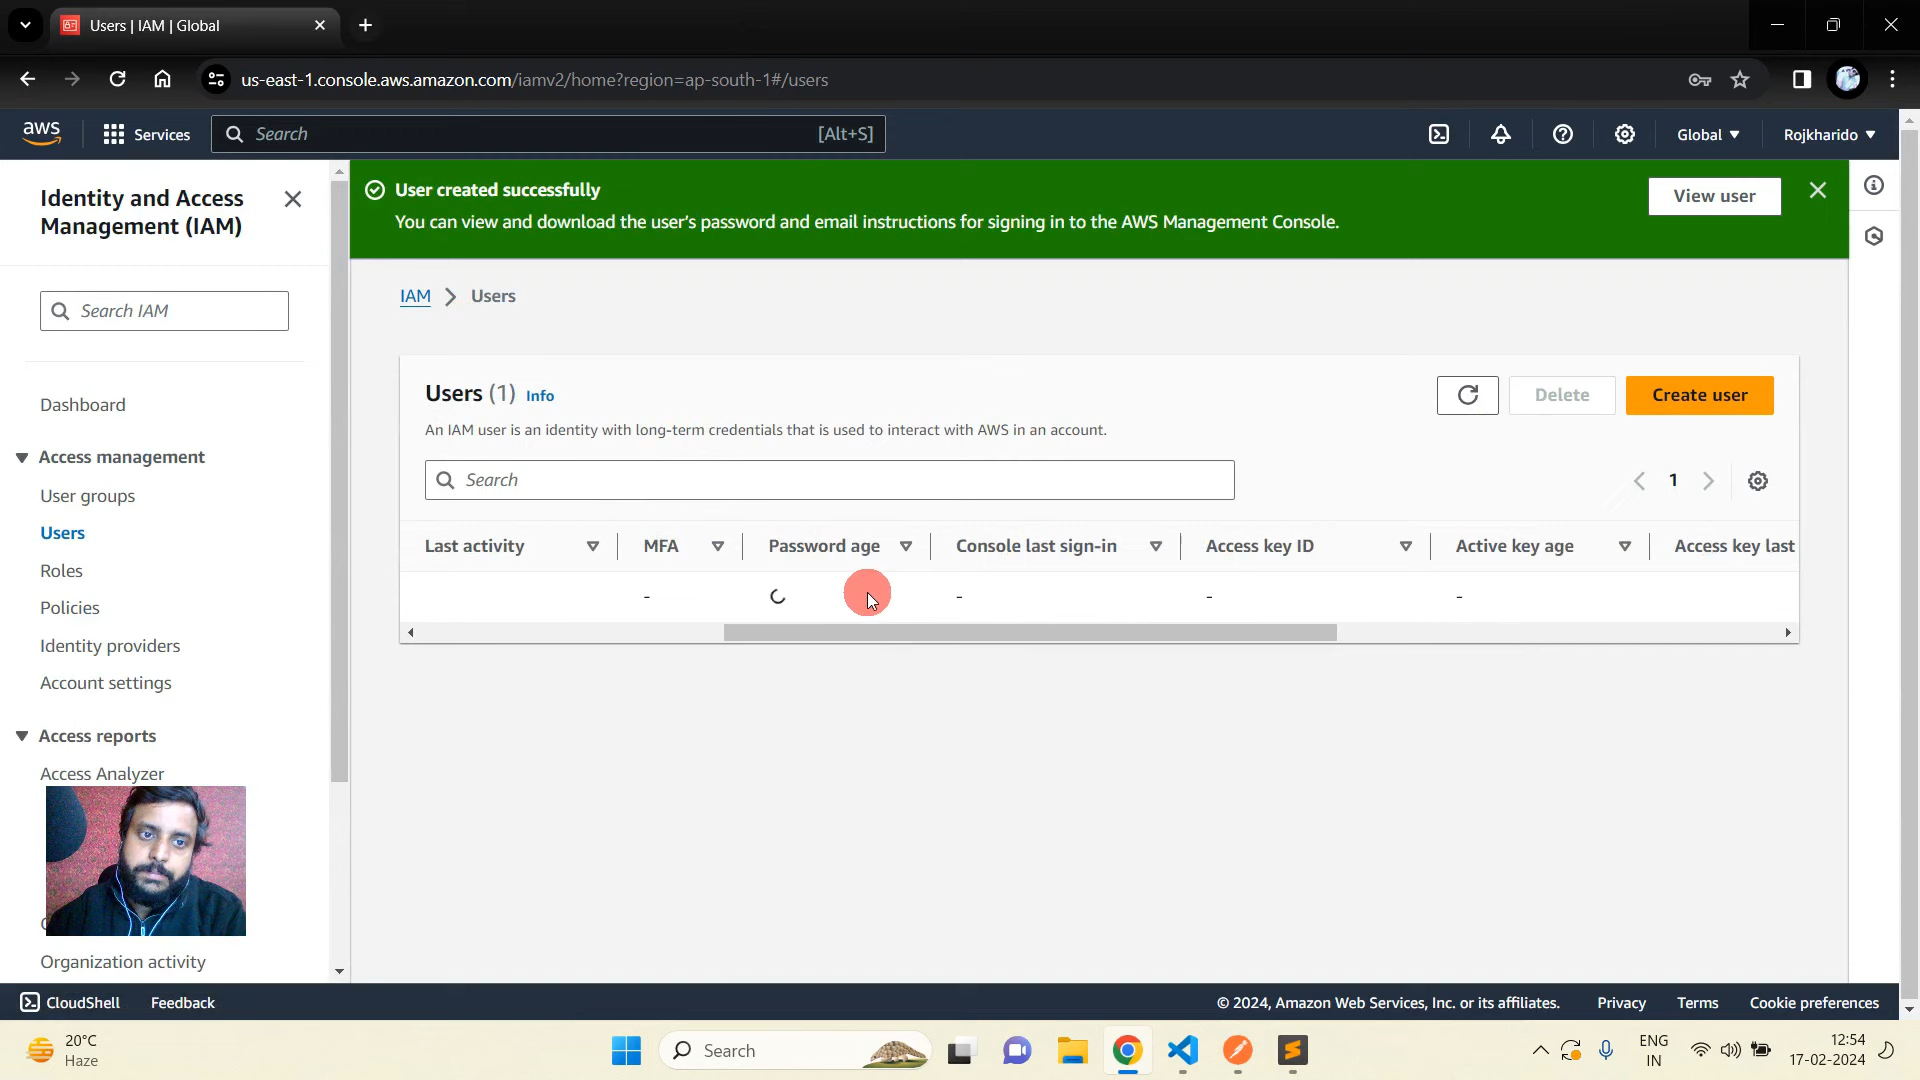 Users | IAM | Global
us-east-1.console.aws.amazon.com/iamv2/home?region=ap-south-1#/users
aws
Services
Search
[Alt+S]
Global
Rojkharido
Identity and Access
Management (IAM)
Search IAM
Dashboard
Access management
User groups
Users
Roles
Policies
Identity providers
Account settings
Access reports
Access Analyzer
Organization activity
User created successfully
You can view and download the user's password and email instructions for signing in to the AWS Management Console.
View user
IAM
Users
Users (1) Info
Delete
Create user
An IAM user is an identity with long-term credentials that is used to interact with AWS in an account.
Search
1
Last activity
MFA
Password age
Console last sign-in
Access key ID
Active key age
Access key last
-
-
-
-
CloudShell
Feedback
© 2024, Amazon Web Services, Inc. or its affiliates.
Privacy
Terms
Cookie preferences
20°C
Haze
Search
ENG
IN
12:54
17-02-2024